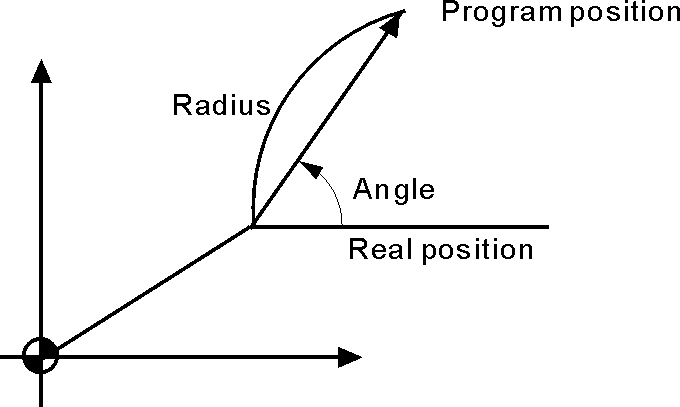 Program position
Radius
Angle
Real position